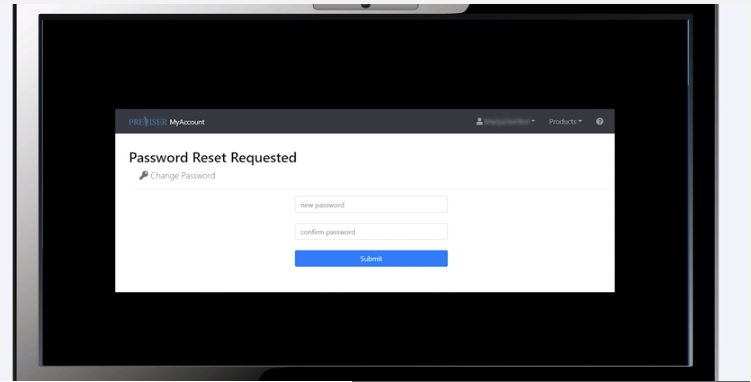 PREVISER MyAccount
Products
Password Reset Requested
Change Password
new password
confirm password
Submit